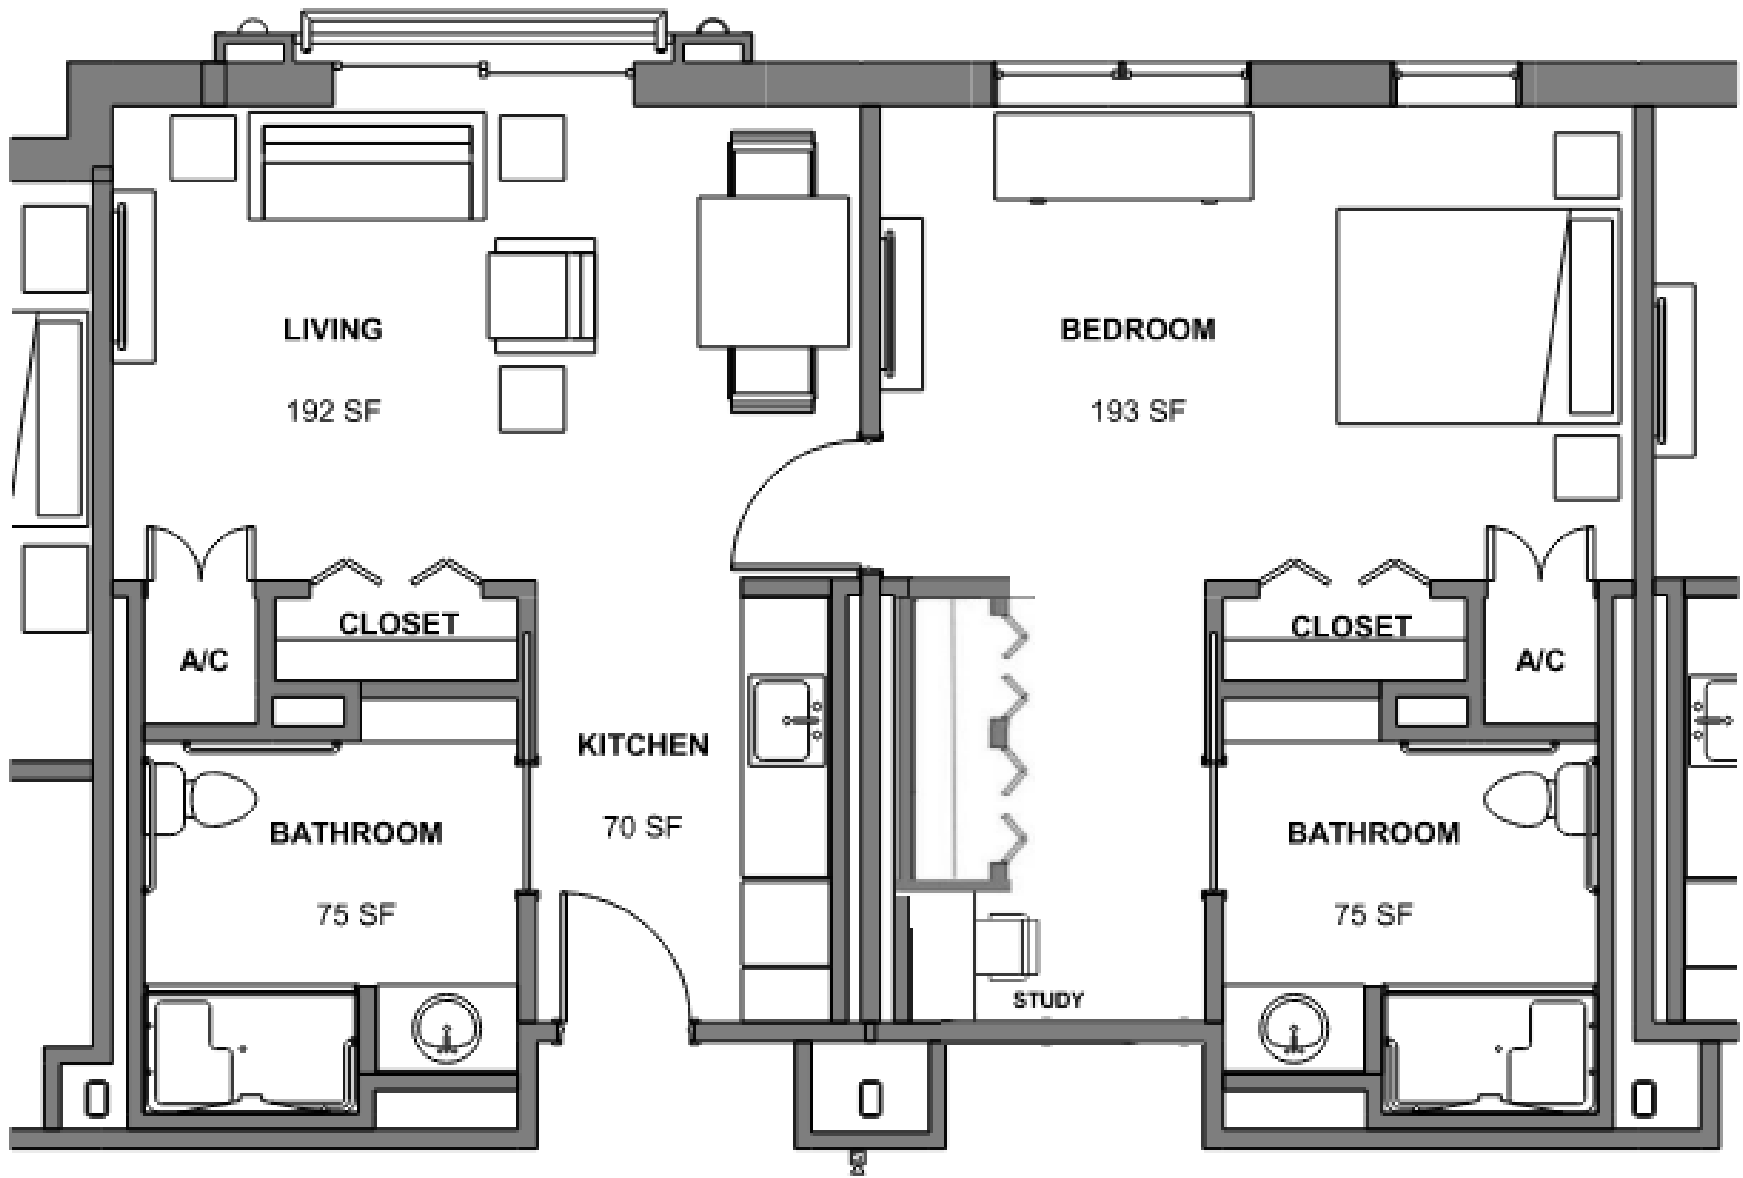 LIVING
192 SF
BEDROOM
193 SF
CLOSET
A/C
CLOSET
A/C
KITCHEN
70 SF
BATHROOM
75 SF
BATHROOM
75 SF
STUDY